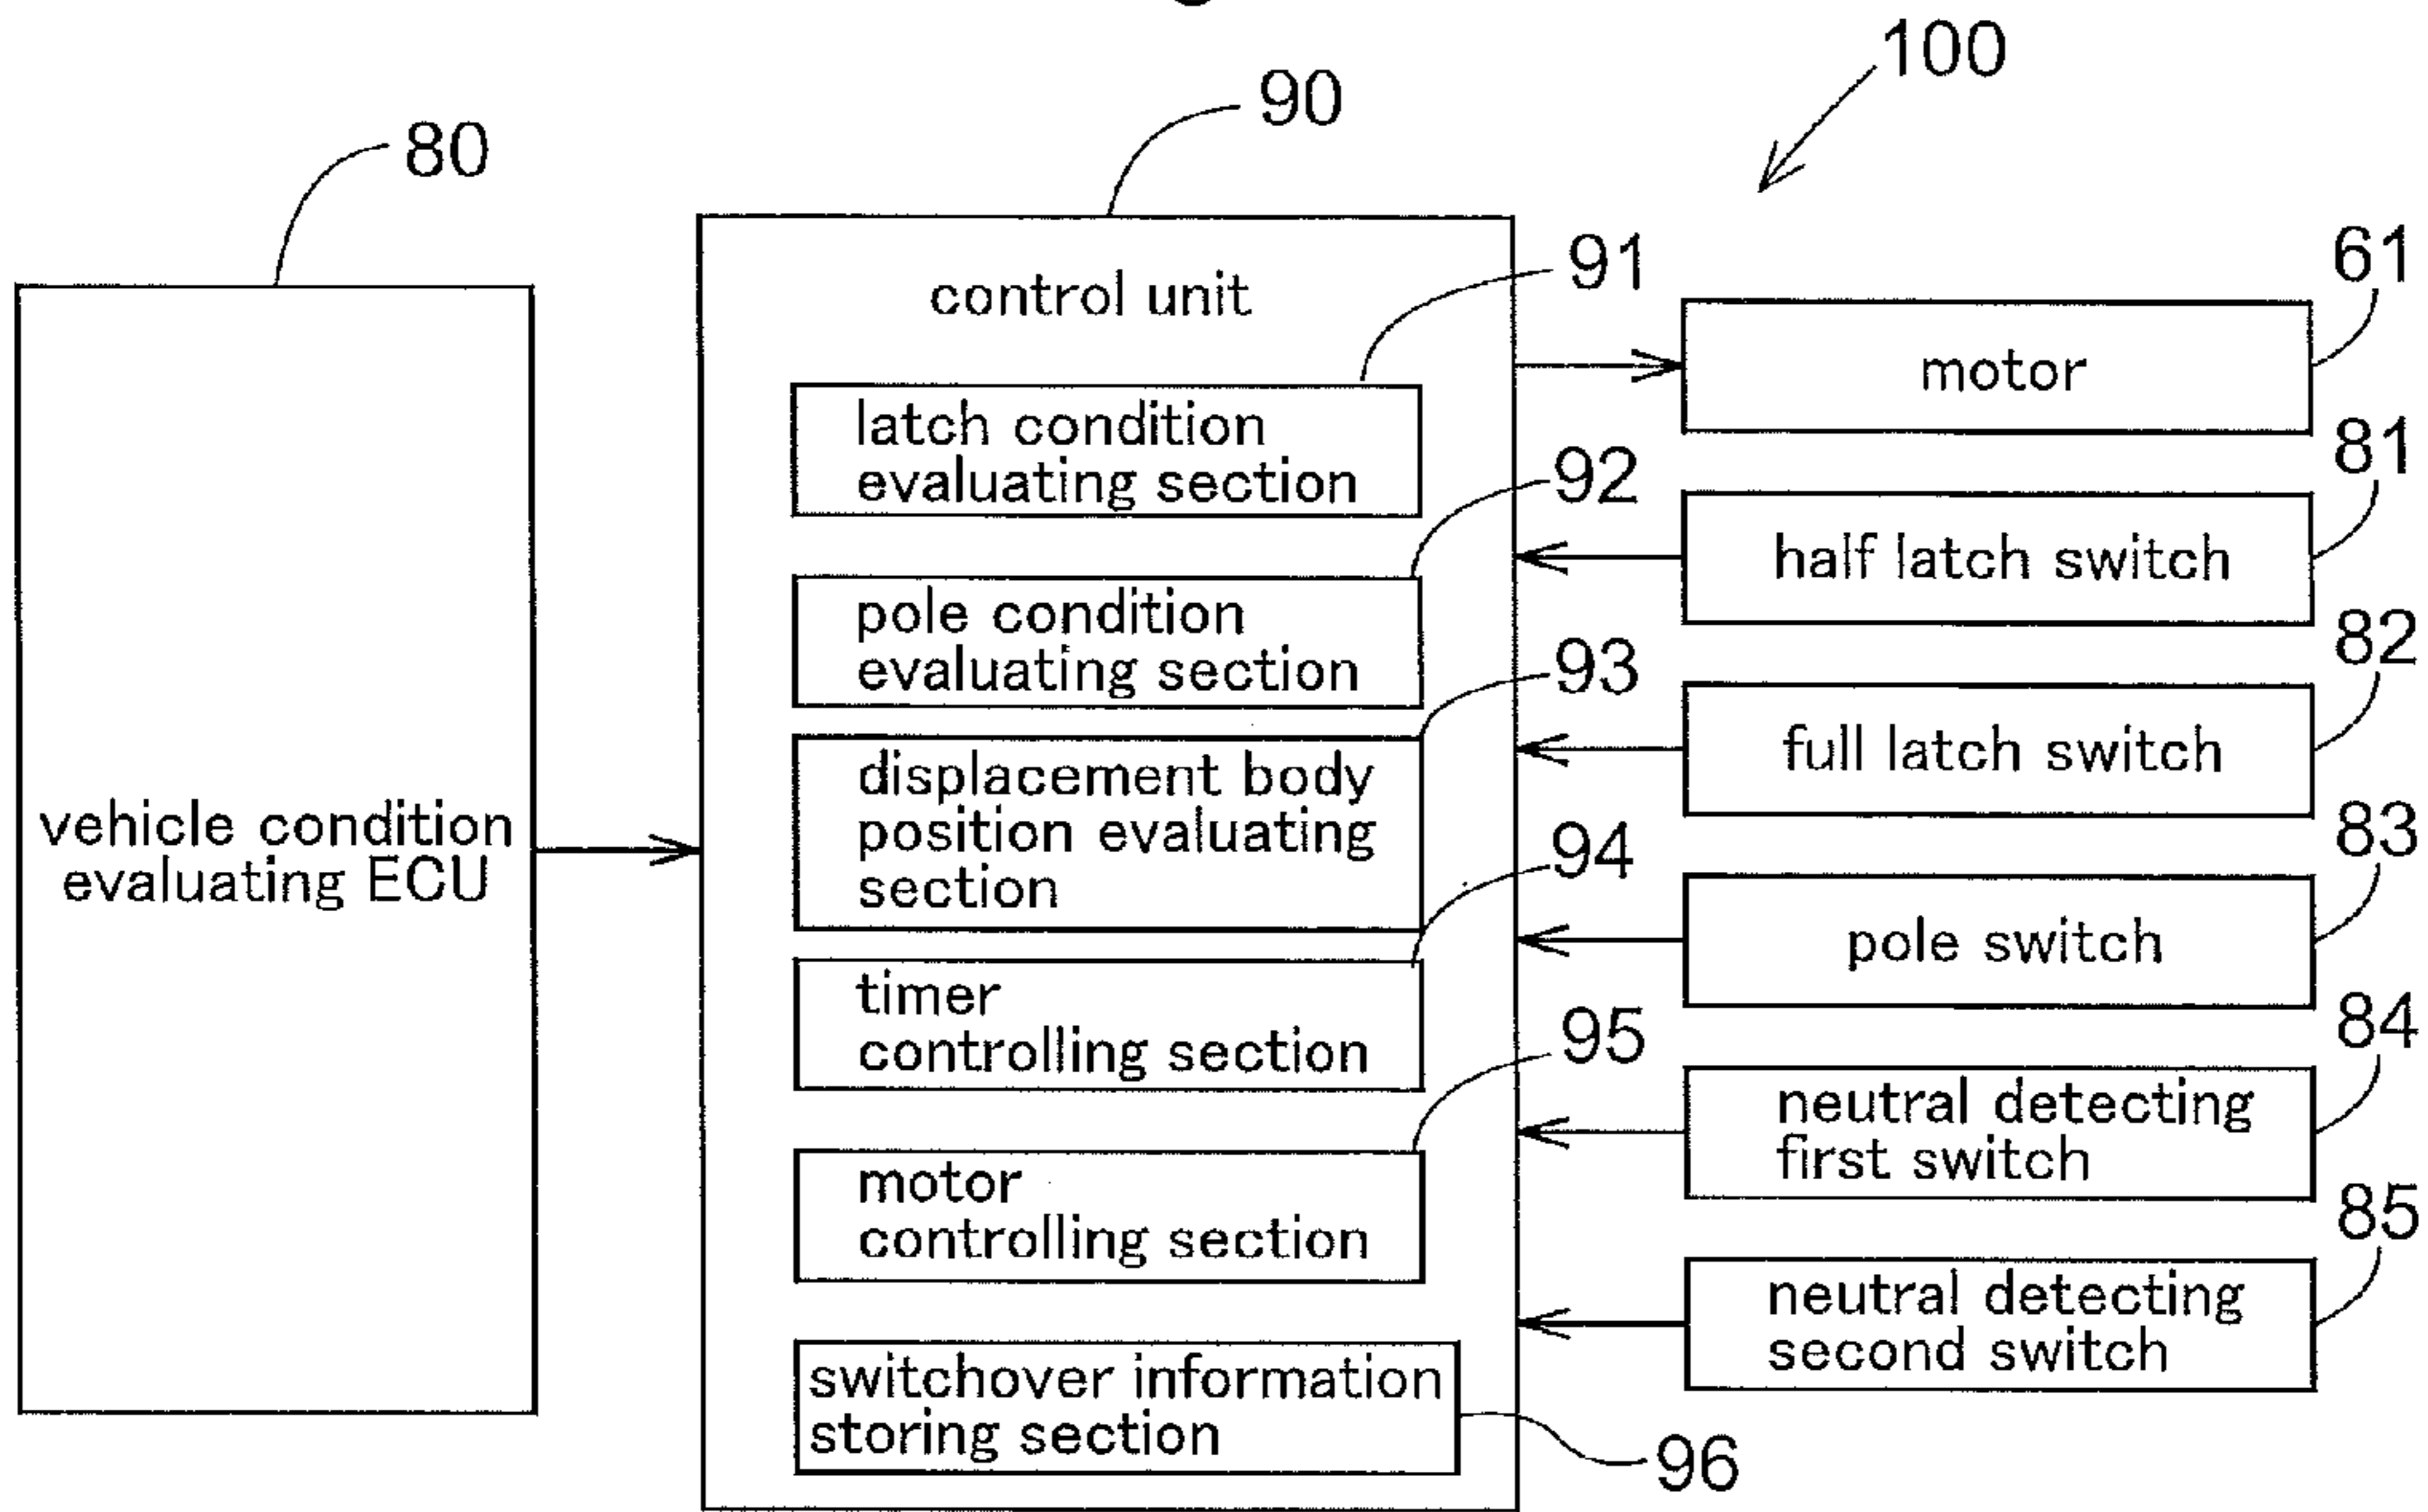 100
90
80
control unit
91
61
motor
latch condition
evaluating section
81
92
half latch switch
pole condition
evaluating section
82
93
full latch switch
displacement body
position evaluating
section
vehicle condition
evaluating ECU
83
94
pole switch
timer
controlling section
84
95
neutral detecting
first switch
motor
controlling section
85
neutral detecting
second switch
switchover information
storing section
96